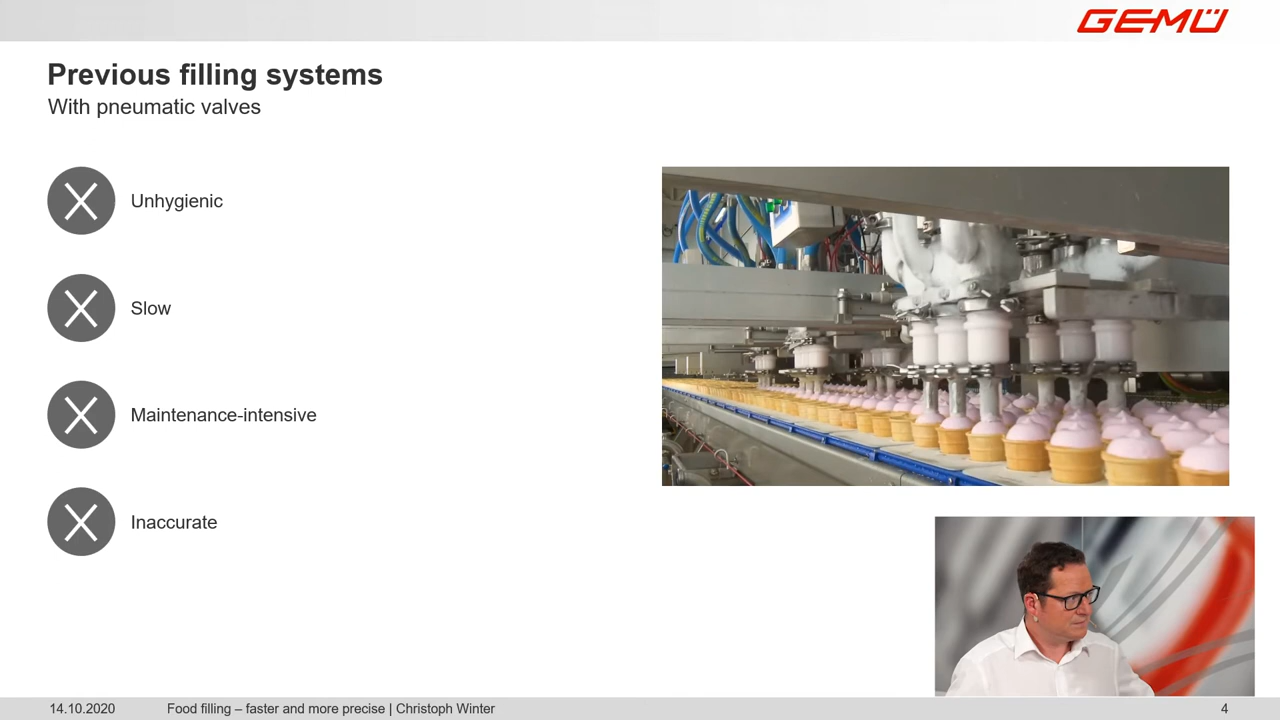 GEMÜ
Previous filling systems
With pneumatic valves
Unhygienic
Slow
Maintenance-intensive
Inaccurate
14.10.2020
Food filling – faster and more precise | Christoph Winter
4